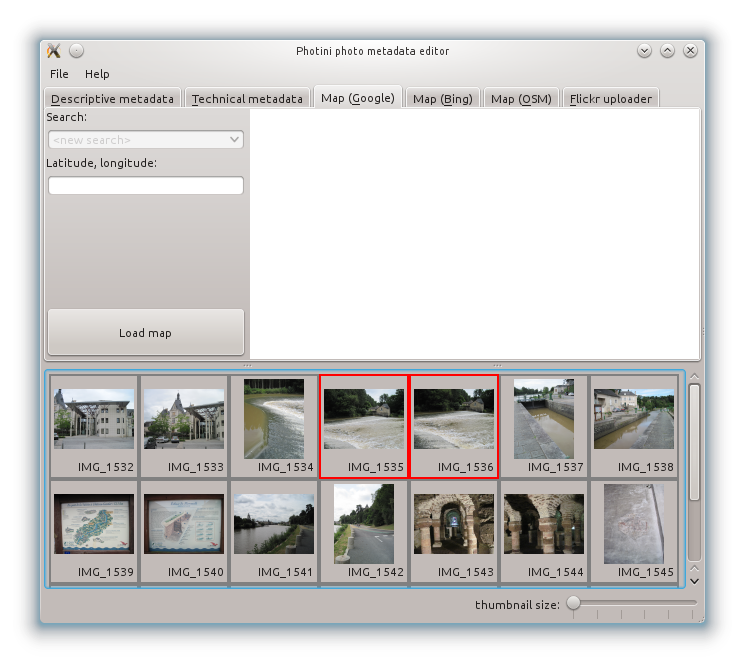 Photini photo metadata editor
File Help
Descriptive metadata Technical metadata Map (Google) Map (Bing) Map (OSM) Flickr uploader
Search:
<new search>
Latitude, longitude:
Load map
IMG_1532 IMG_1533 IMG_1534 IMG_1535 IMG_1536 IMG_1537 IMG_1538
IMG_1539 IMG_1540 IMG_1541 IMG_1542 IMG_1543 IMG_1544 IMG_1545
thumbnail size: